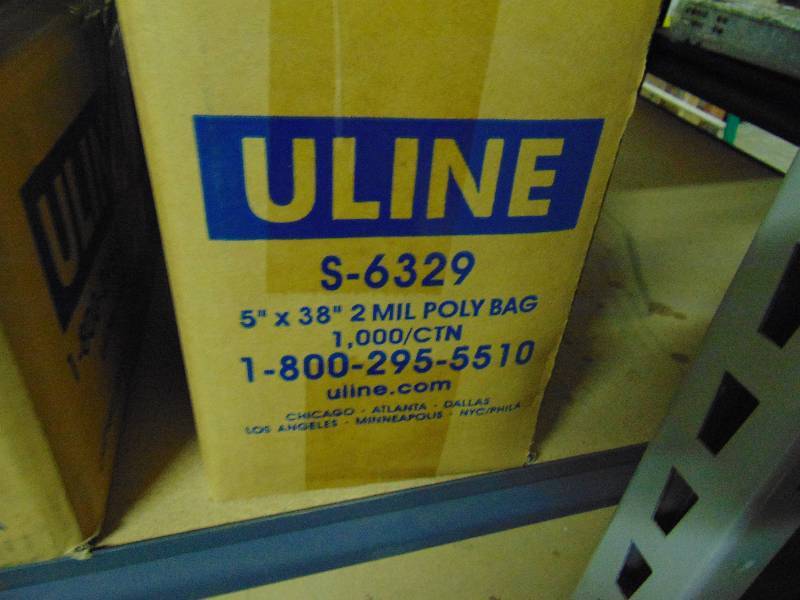 ULINE
S-6329
5" x 38" 2 MIL POLY BAG
1,000/CTN
1-800-295-5510
uline.com
CHICAGO · ATLANTA · DALLAS
LOS ANGELES · MINNEAPOLIS · NYC/PHILA
ULINE